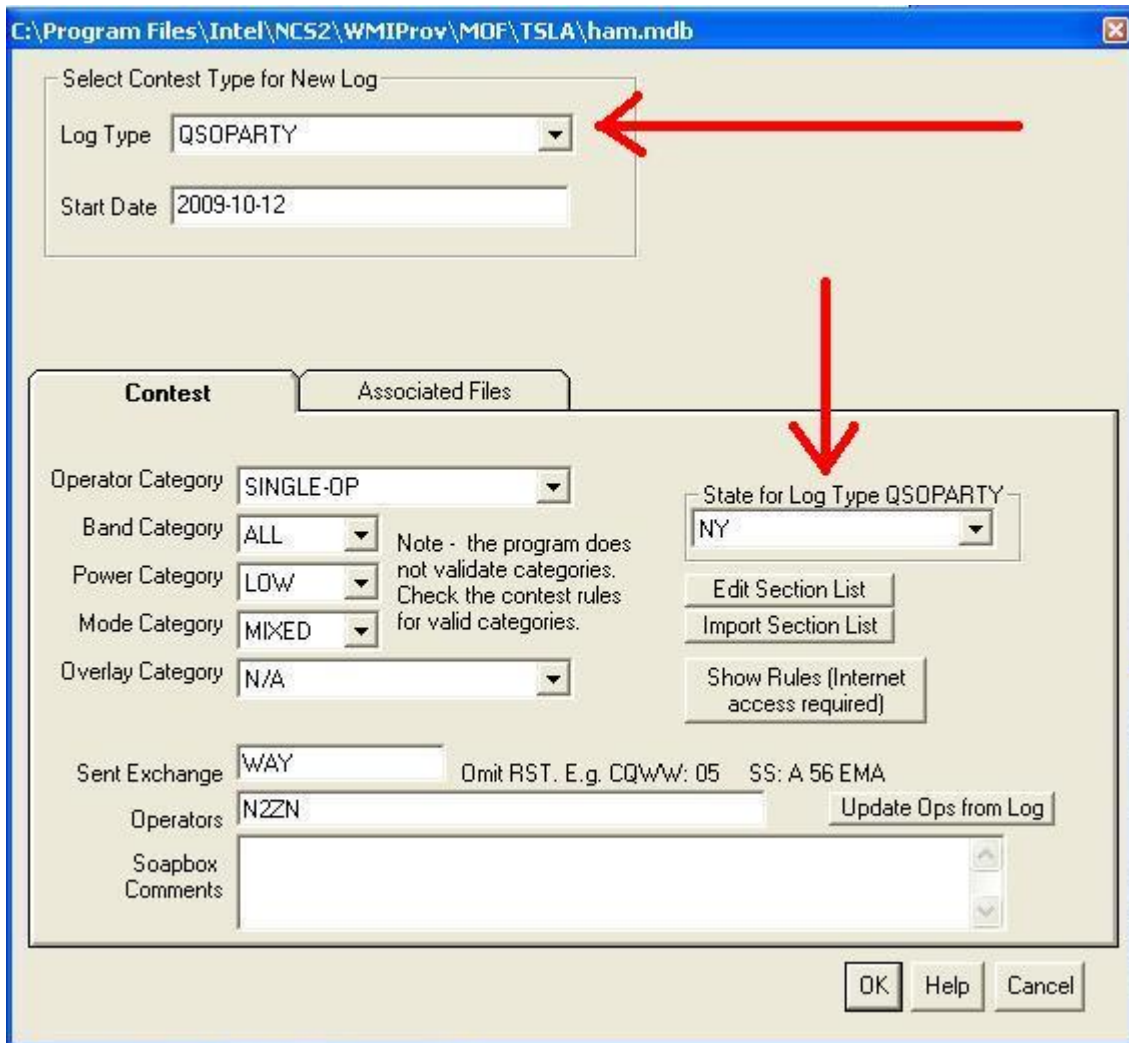 C:\Program Files\Intel\NCS2\WMIProv\MOF\TSLA\ham.mdb
Select Contest Type for New Log
Log Type QSOPARTY
Start Date 2009-10-12
Contest
Associated Files
Operator Category SINGLE-OP
Band Category ALL
Power Category LOW
Mode Category MIXED
Overlay Category N/A
Note - the program does
not validate categories.
Check the contest rules
for valid categories.
State for Log Type QSOPARTY
NY
Edit Section List
Import Section List
Show Rules (Internet
access required)
Sent Exchange WAY Omit RST. E.g. CQWW: 05 SS: A 56 EMA
Operators N2ZN Update Ops from Log
Soapbox
Comments
OK Help Cancel